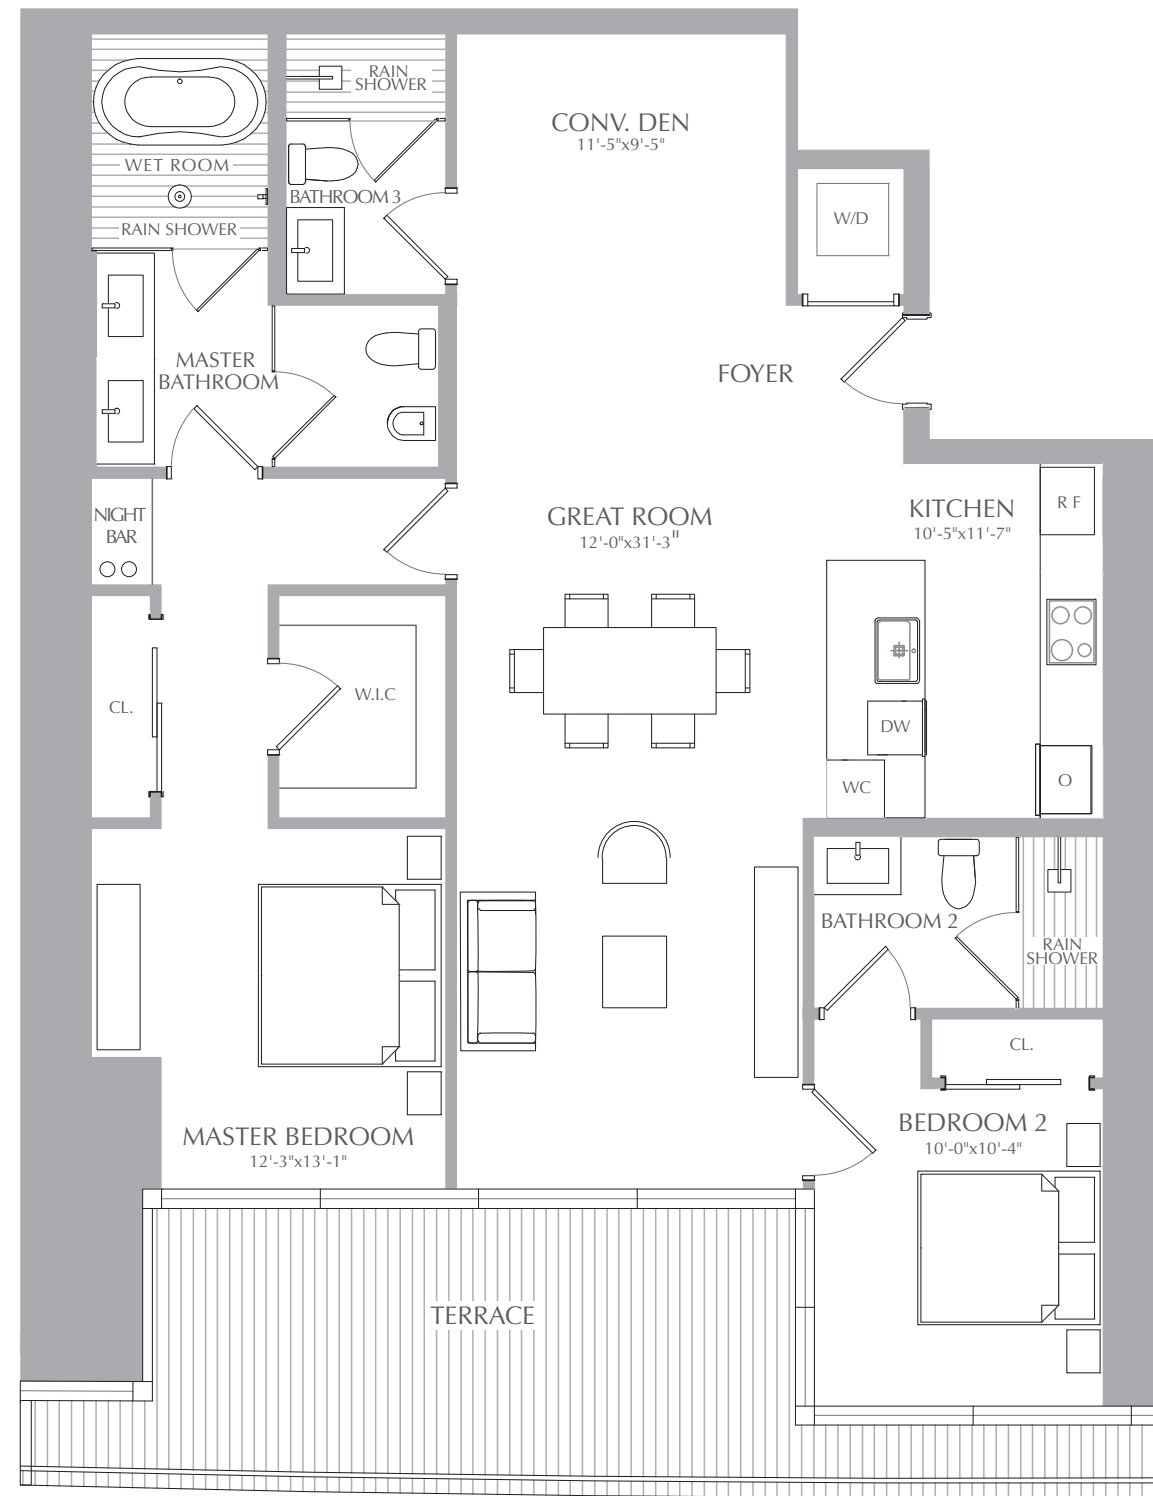 RAIN
SHOWER
CONV. DEN
11'-5"x9'-5"
WET ROOM
BATHROOM 3
W/D
RAIN SHOWER
MASTER
BATHROOM
FOYER
NIGHT
BAR
GREAT ROOM
12'-0"x31'-3"
KITCHEN
10'-5"x11'-7"
R F
CL.
W.I.C
DW
WC
O
BATHROOM 2
RAIN
SHOWER
CL.
MASTER BEDROOM
12'-3"x13'-1"
BEDROOM 2
10'-0"x10'-4"
TERRACE